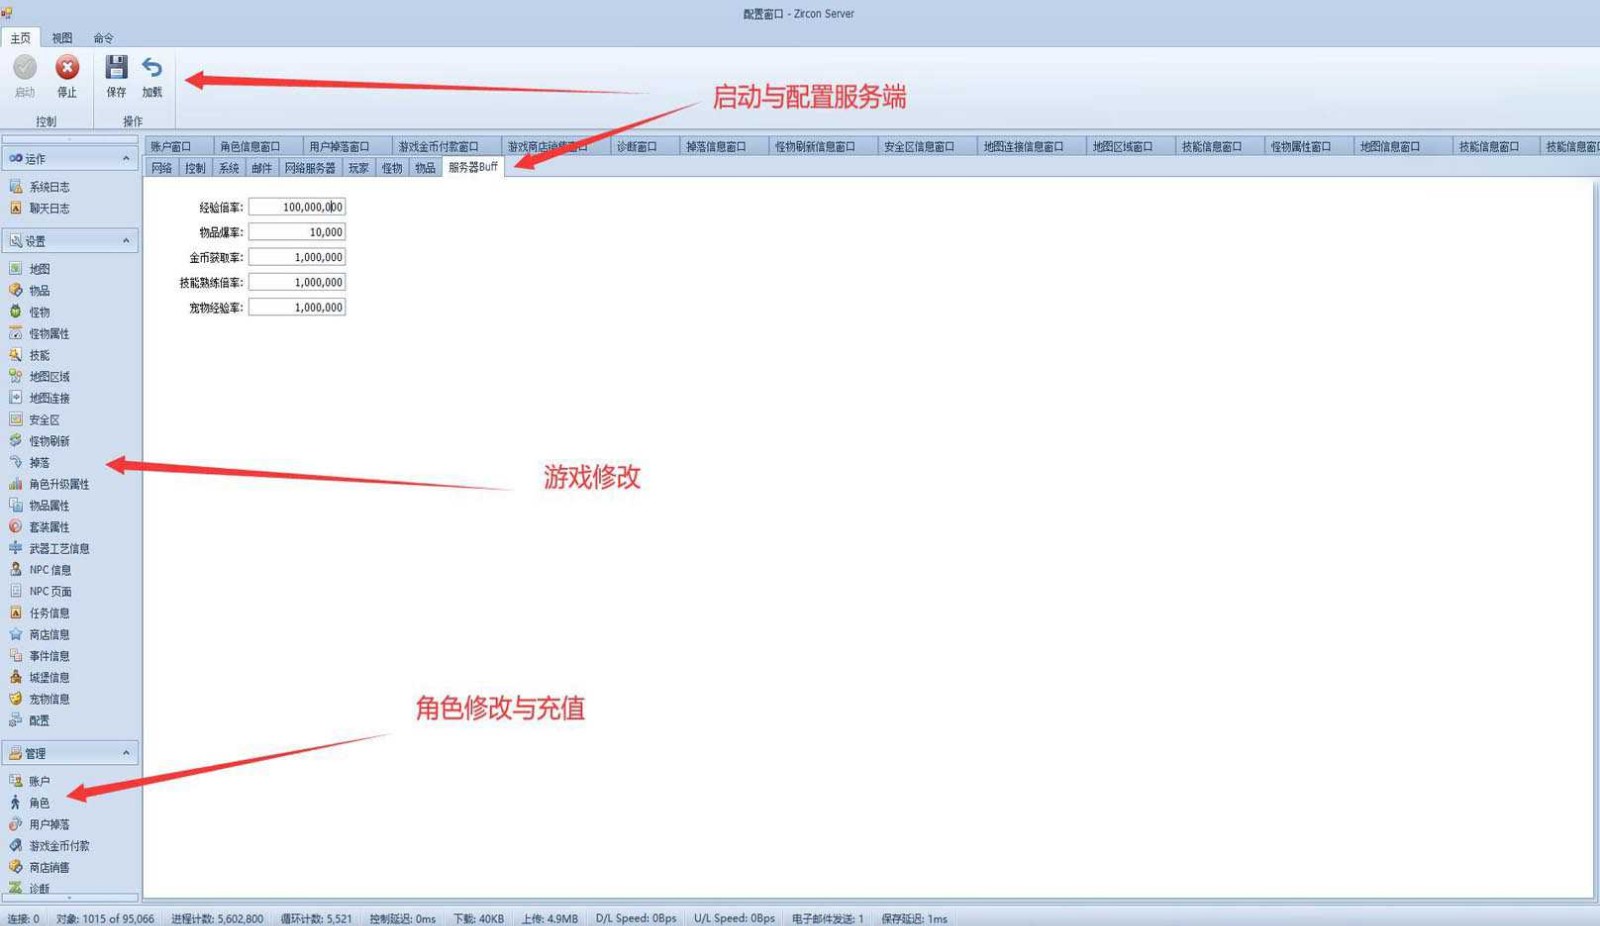 配置窗口 - Zircon Server
主页 视图 命令
启动 停止 保存 加载
控制 操作
启动与配置服务端
账户窗口 角色信息窗口 用户掉落窗口 游戏金币付款窗口 游戏商店销售窗口 诊断窗口 掉落信息窗口 怪物刷新信息窗口 安全区信息窗口 地图连接信息窗口 地图区域窗口 技能信息窗口 怪物属性窗口 地图信息窗口 技能信息窗口 技能信息窗
网络 控制 系统 邮件 网络服务器 玩家 怪物 物品 服务器Buff
运作
系统日志
聊天日志
设置
地图
物品
怪物
怪物属性
技能
地图区域
地图连接
安全区
怪物刷新
掉落
角色升级属性
物品属性
套装属性
武器工艺信息
NPC 信息
NPC 页面
任务信息
商店信息
事件信息
城堡信息
宠物信息
配置
管理
账户
角色
用户掉落
游戏金币付款
商店销售
诊断
经验倍率: 100,000,000
物品爆率: 10,000
金币获取率: 1,000,000
技能熟练倍率: 1,000,000
宠物经验率: 1,000,000
游戏修改
角色修改与充值
连接: 0 对象: 1015 of 95,066 进程计数: 5,602,800 循环计数: 5,521 控制延迟: 0ms 下载: 40KB 上传: 4.9MB D/L Speed: 0Bps U/L Speed: 0Bps 电子邮件发送: 1 保存延迟: 1ms